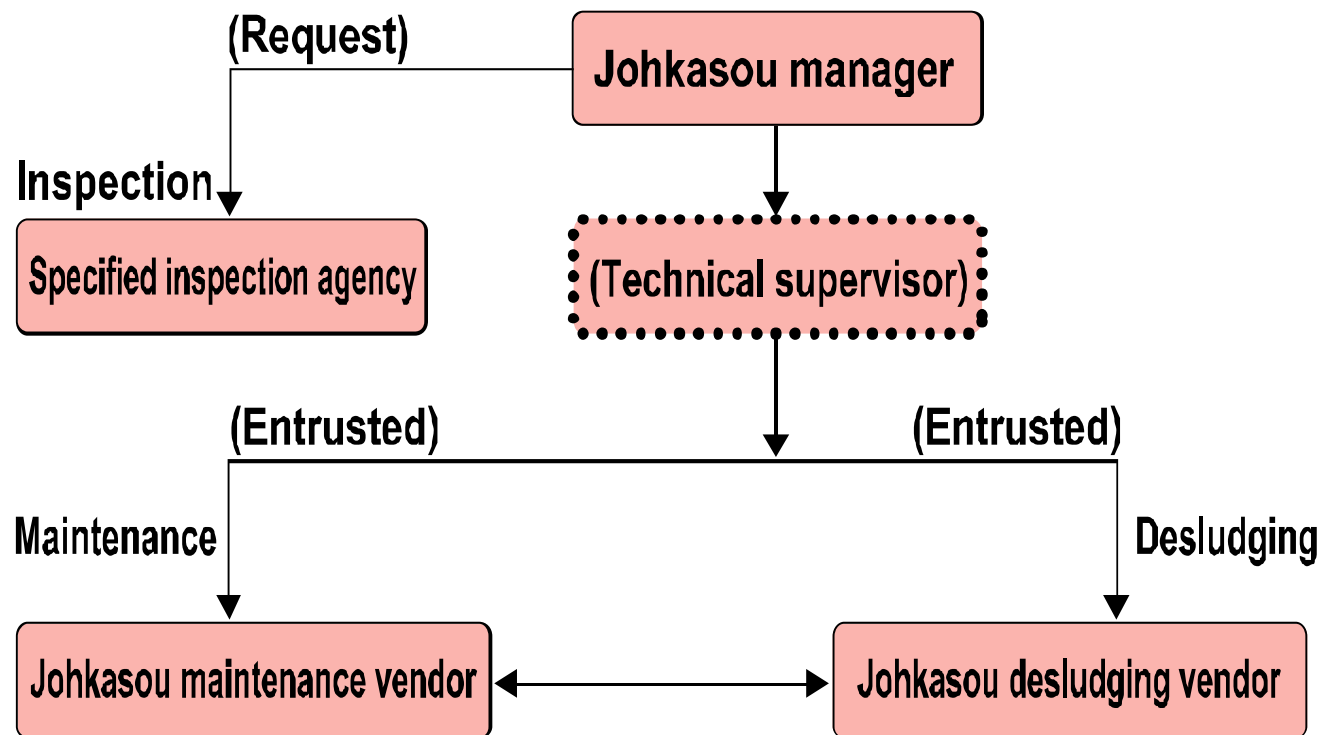 (Request)
Johkasou manager
Inspection
Specified inspection agency
(Technical supervisor)
(Entrusted)
(Entrusted)
Maintenance
Desludging
Johkasou maintenance vendor
Johkasou desludging vendor